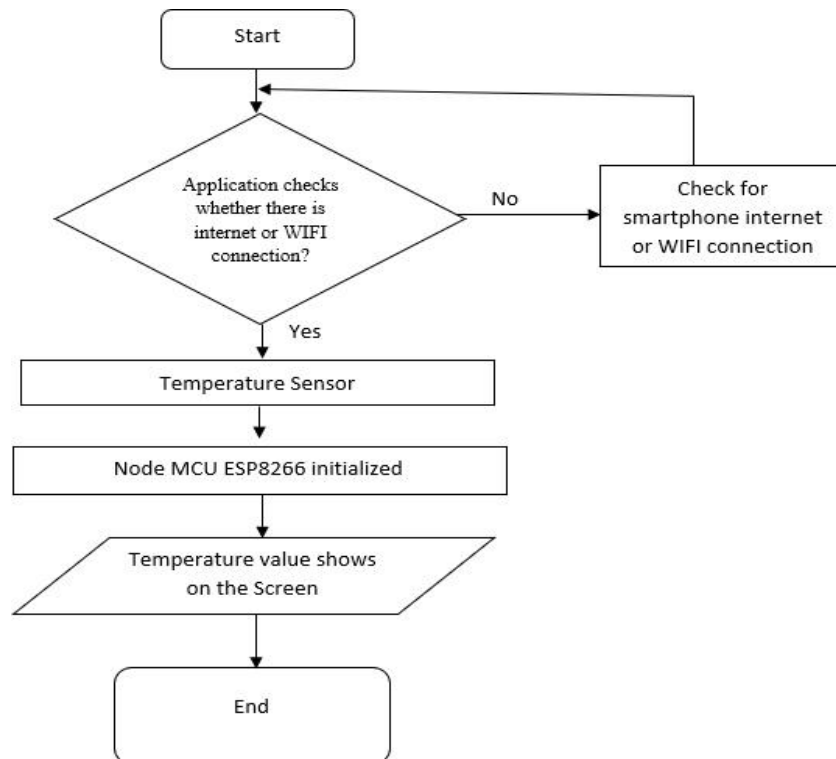 Start
Application checks
whether there is
internet or WIFI
connection?
No
Check for
smartphone internet
or WIFI connection
Yes
Temperature Sensor
Node MCU ESP8266 initialized
Temperature value shows
on the Screen
End